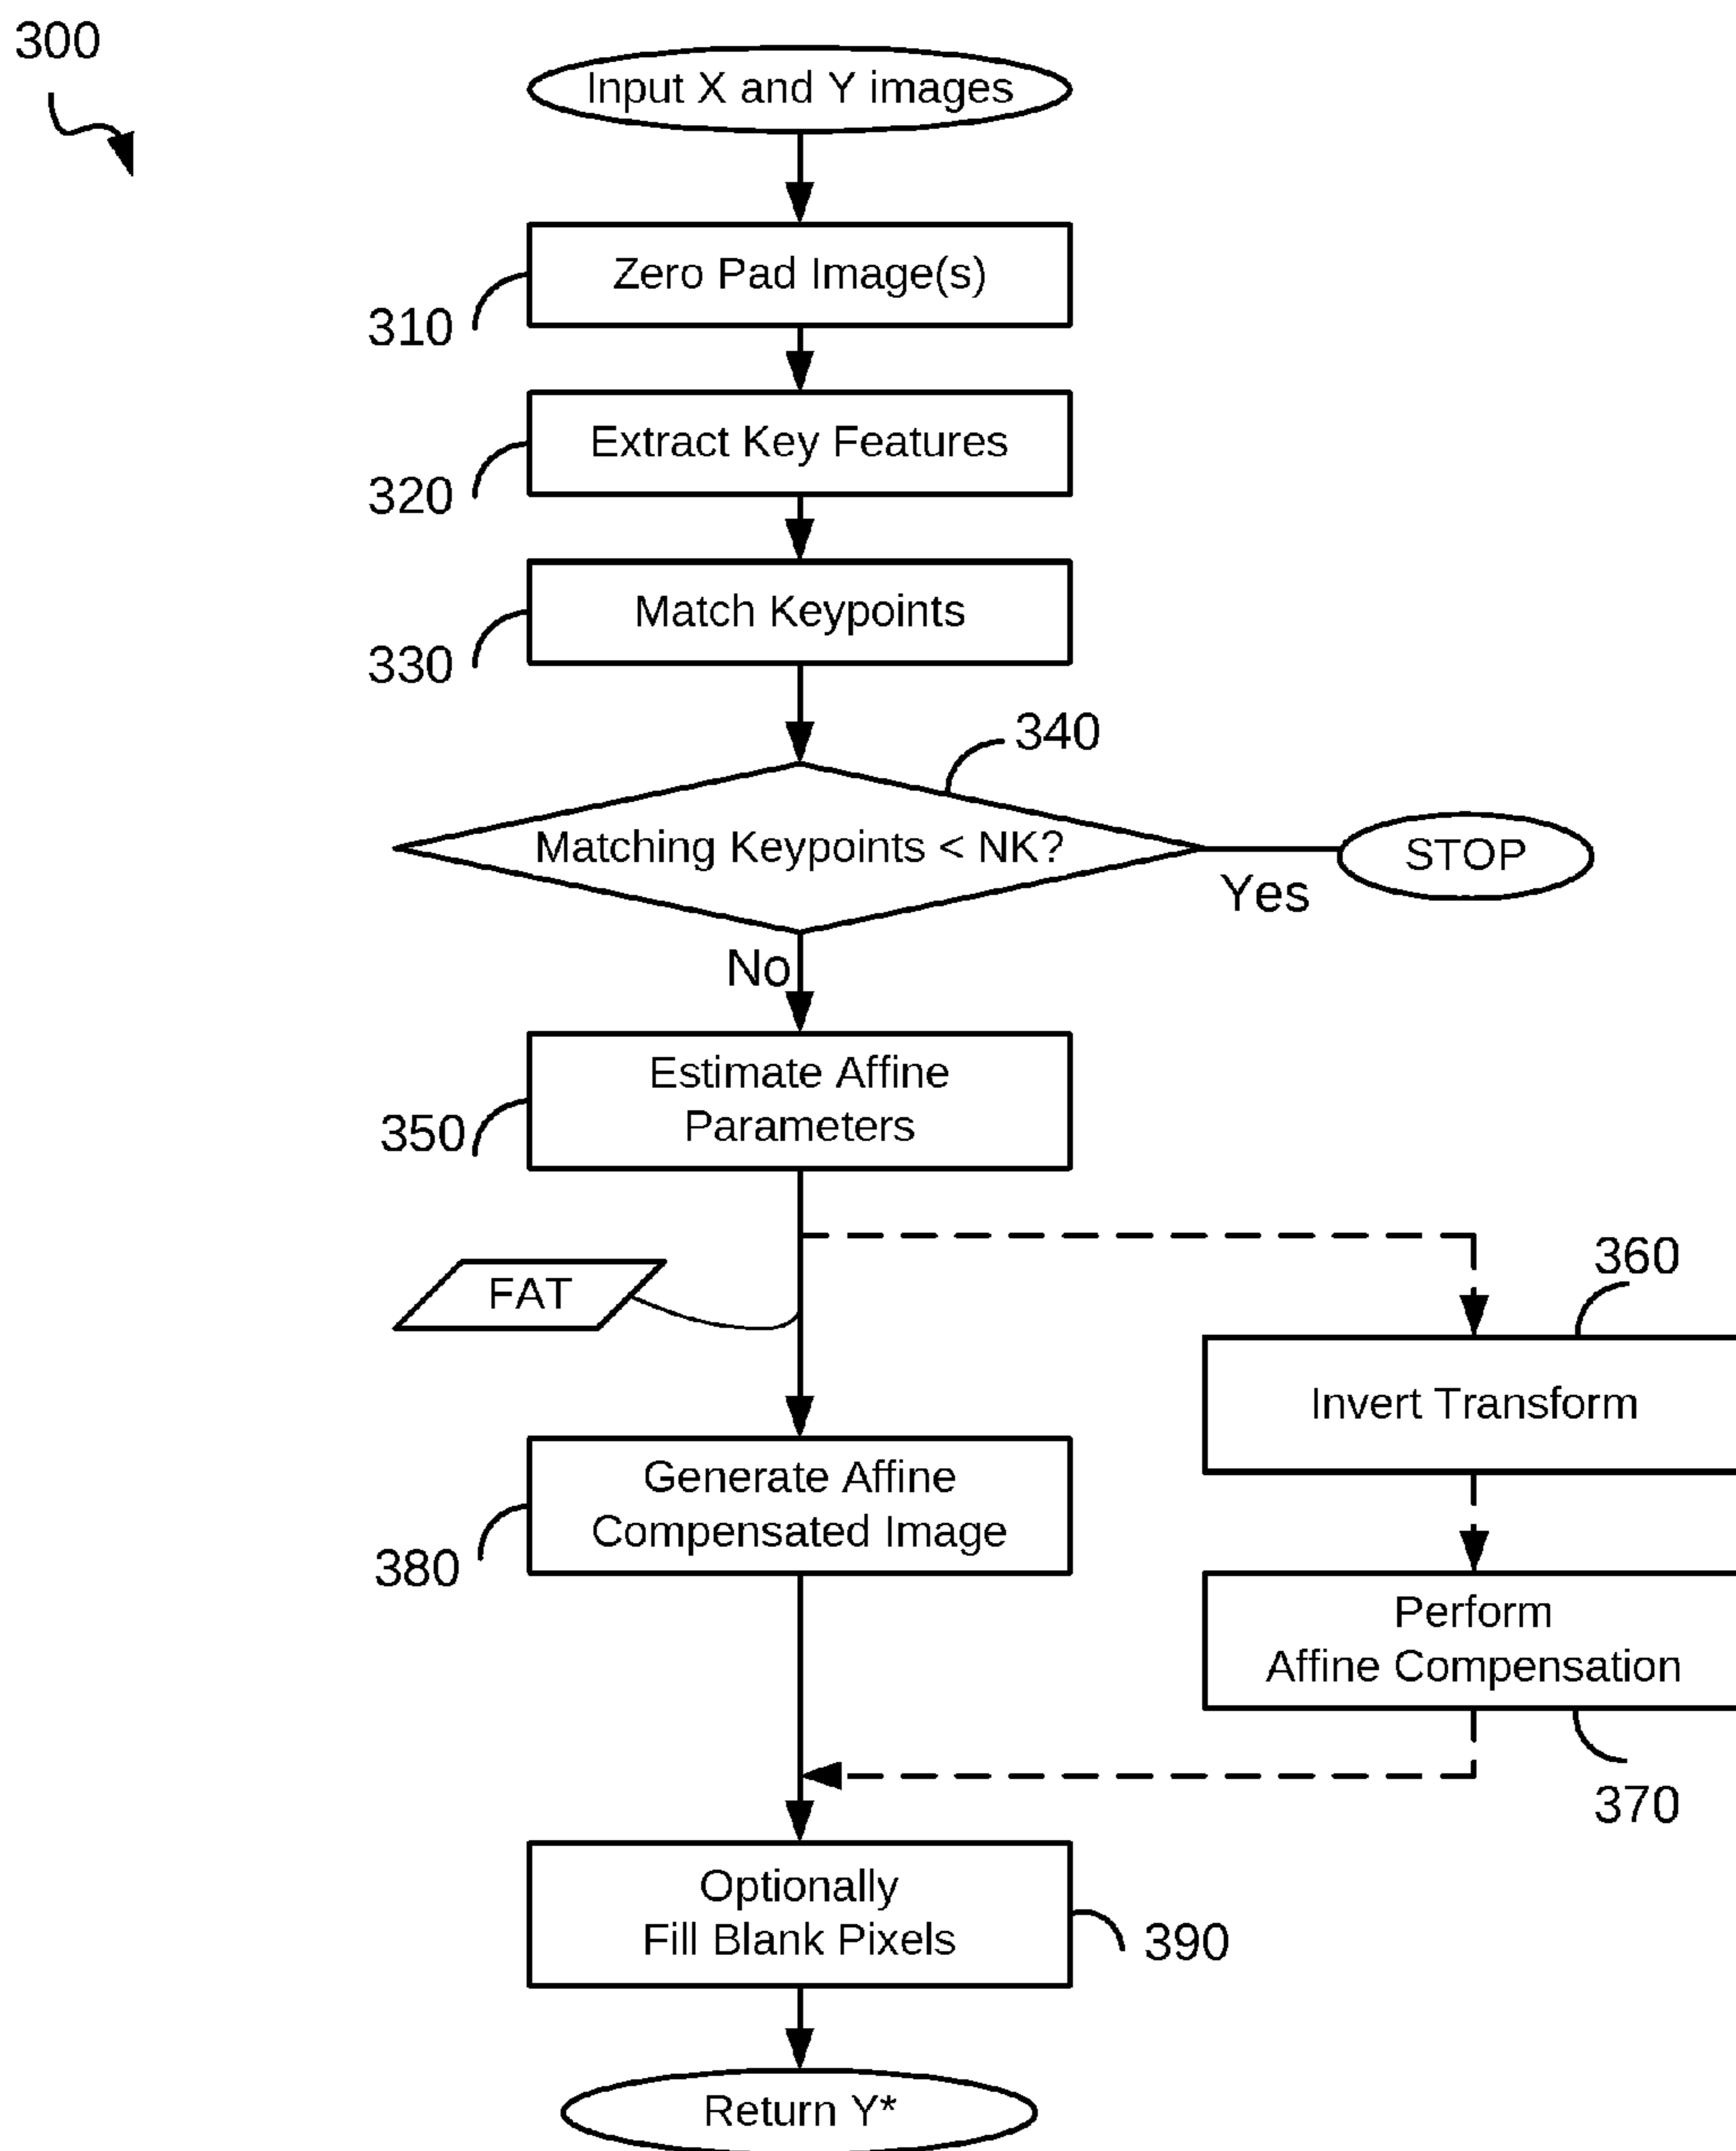 300
Input X and Y images
Zero Pad Image(s)
310
Extract Key Features
320
Match Keypoints
330
340
Matching Keypoints < NK?
STOP
Yes
No
Estimate Affine
Parameters
350
FAT
360
Invert Transform
Generate Affine
Compensated Image
380
Perform
Affine Compensation
370
Optionally
Fill Blank Pixels
390
Return Y*